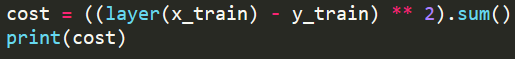 cost = ((layer(x_train) - y_train) ** 2).sum()
print(cost)